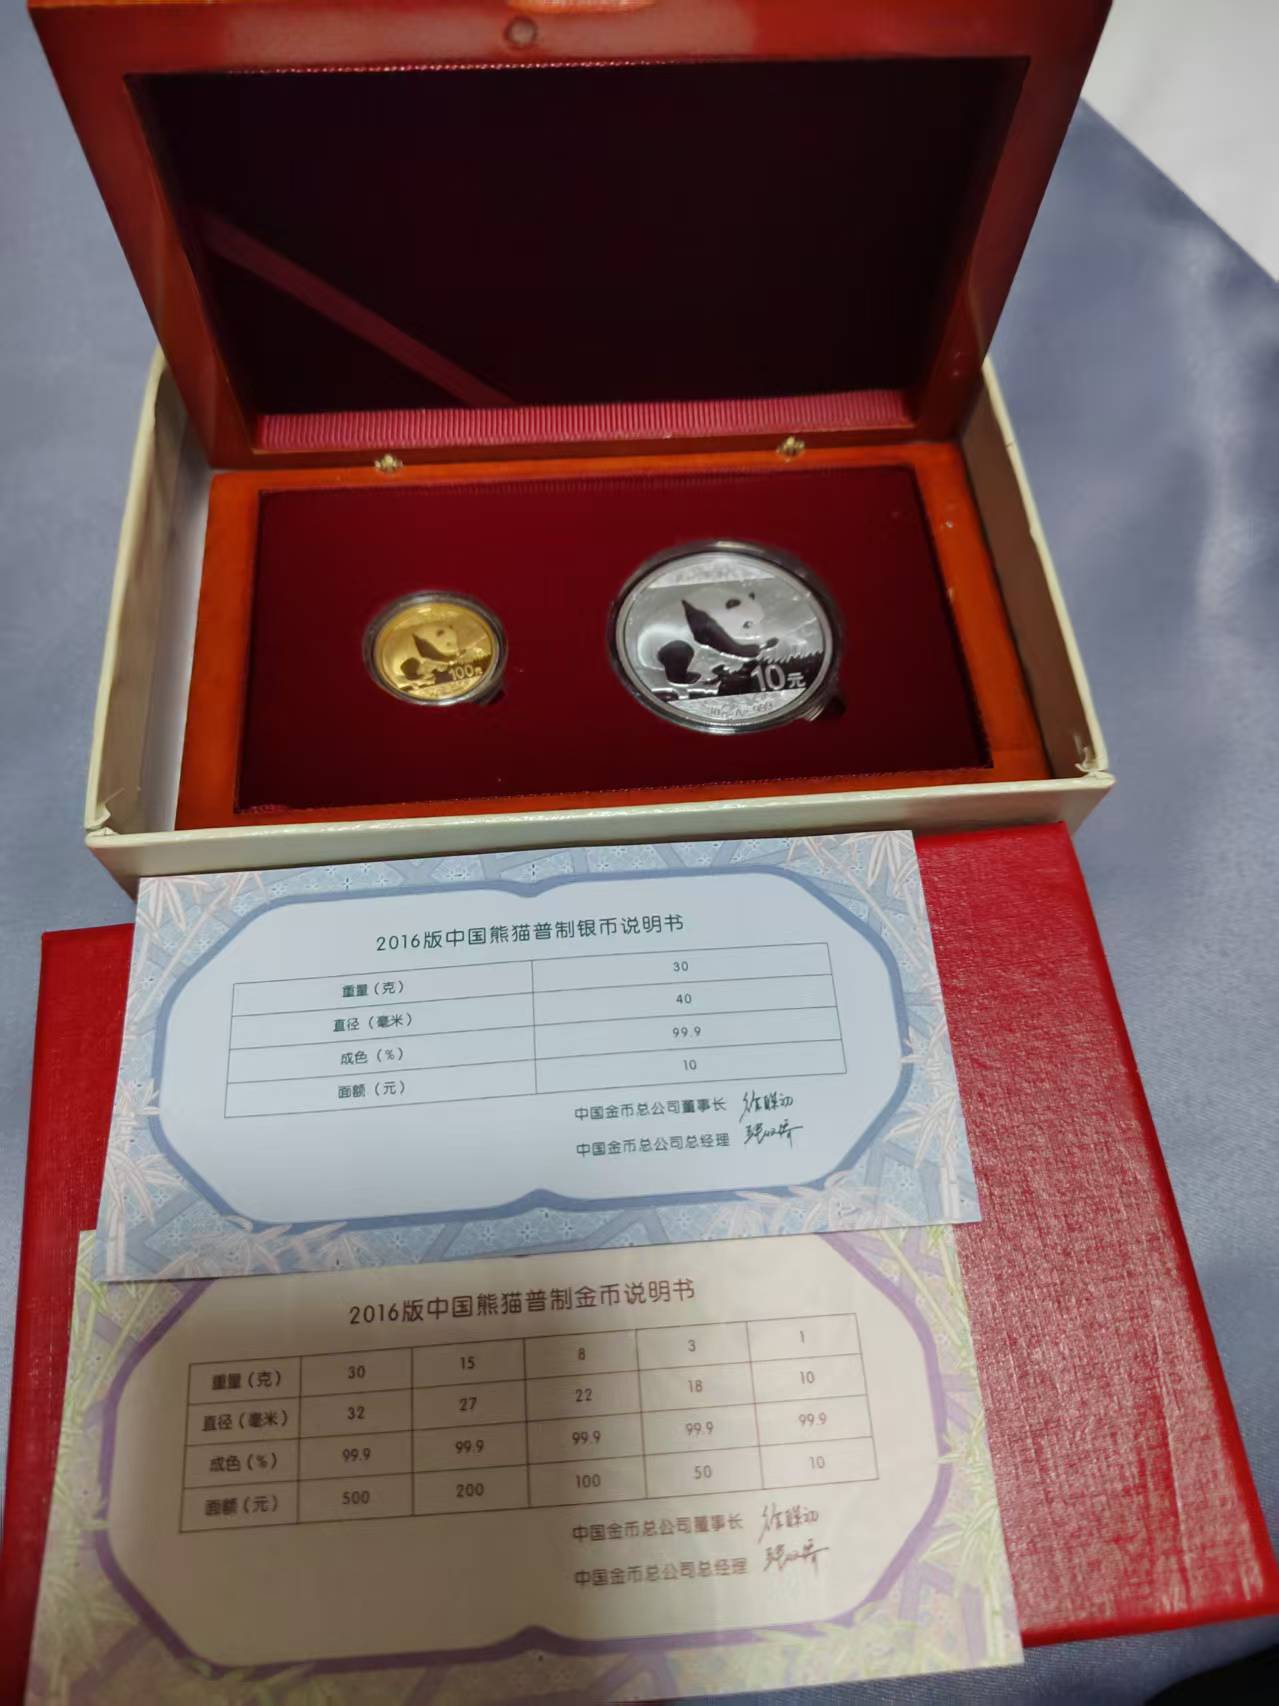 100元
10元
30g Ag .999
2016版中国熊猫普制银币说明书
重量（克） 30
直径（毫米） 40
成色（%） 99.9
面额（元） 10
中国金币总公司董事长
中国金币总公司总经理
2016版中国熊猫普制金币说明书
重量（克） 30 15 8 3 1
直径（毫米） 32 27 22 18 10
成色（%） 99.9 99.9 99.9 99.9 99.9
面额（元） 500 200 100 50 10
中国金币总公司董事长
中国金币总公司总经理